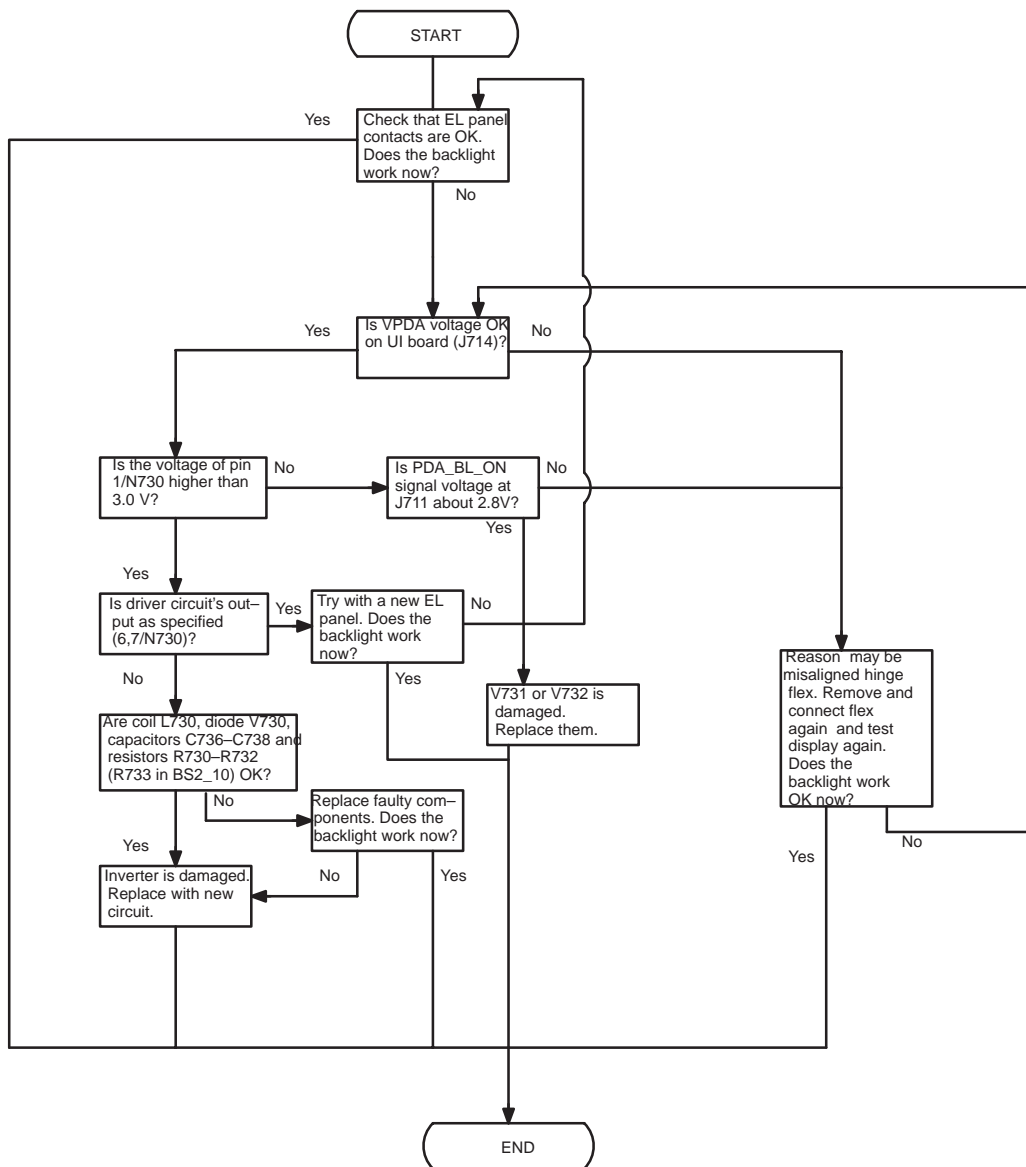 START
Yes
Check that EL panel
contacts are OK.
Does the backlight
work now?
No
Yes
Is VPDA voltage OK
on UI board (J714)?
No
Is the voltage of pin
1/N730 higher than
3.0 V?
No
Is PDA_BL_ON
signal voltage at
J711 about 2.8V?
No
Yes
Yes
Is driver circuit's out–
put as specified
(6,7/N730)?
Yes
Try with a new EL
panel. Does the
backlight work
now?
No
No
Yes
V731 or V732 is
damaged.
Replace them.
Reason may be
misaligned hinge
flex. Remove and
connect flex
again and test
display again.
Does the
backlight work
OK now?
Are coil L730, diode V730,
capacitors C736–C738 and
resistors R730–R732
(R733 in BS2_10) OK?
No
Replace faulty com–
ponents. Does the
backlight work now?
Yes
No
Yes
Yes
No
Inverter is damaged.
Replace with new
circuit.
END